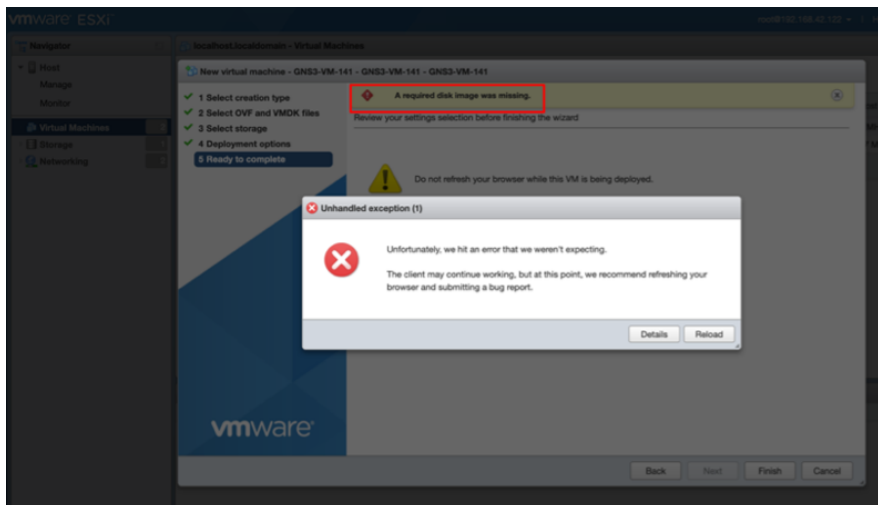 vmware ESXi
root@192.168.42.132
Navigator
localhost.localdomain - Virtual Machines
Host
Manage
Monitor
Virtual Machines
Storage
Networking
New virtual machine - GNS3-VM-141 - GNS3-VM-141 - GNS3-VM-141
1 Select creation type
2 Select OVF and VMDK files
3 Select storage
4 Deployment options
5 Ready to complete
A required disk image was missing.
Review your settings selection before finishing the wizard
Do not refresh your browser while this VM is being deployed.
Unhandled exception (1)
Unfortunately, we hit an error that we weren't expecting.
The client may continue working, but at this point, we recommend refreshing your
browser and submitting a bug report.
Details
Reload
vmware
Back
Next
Finish
Cancel